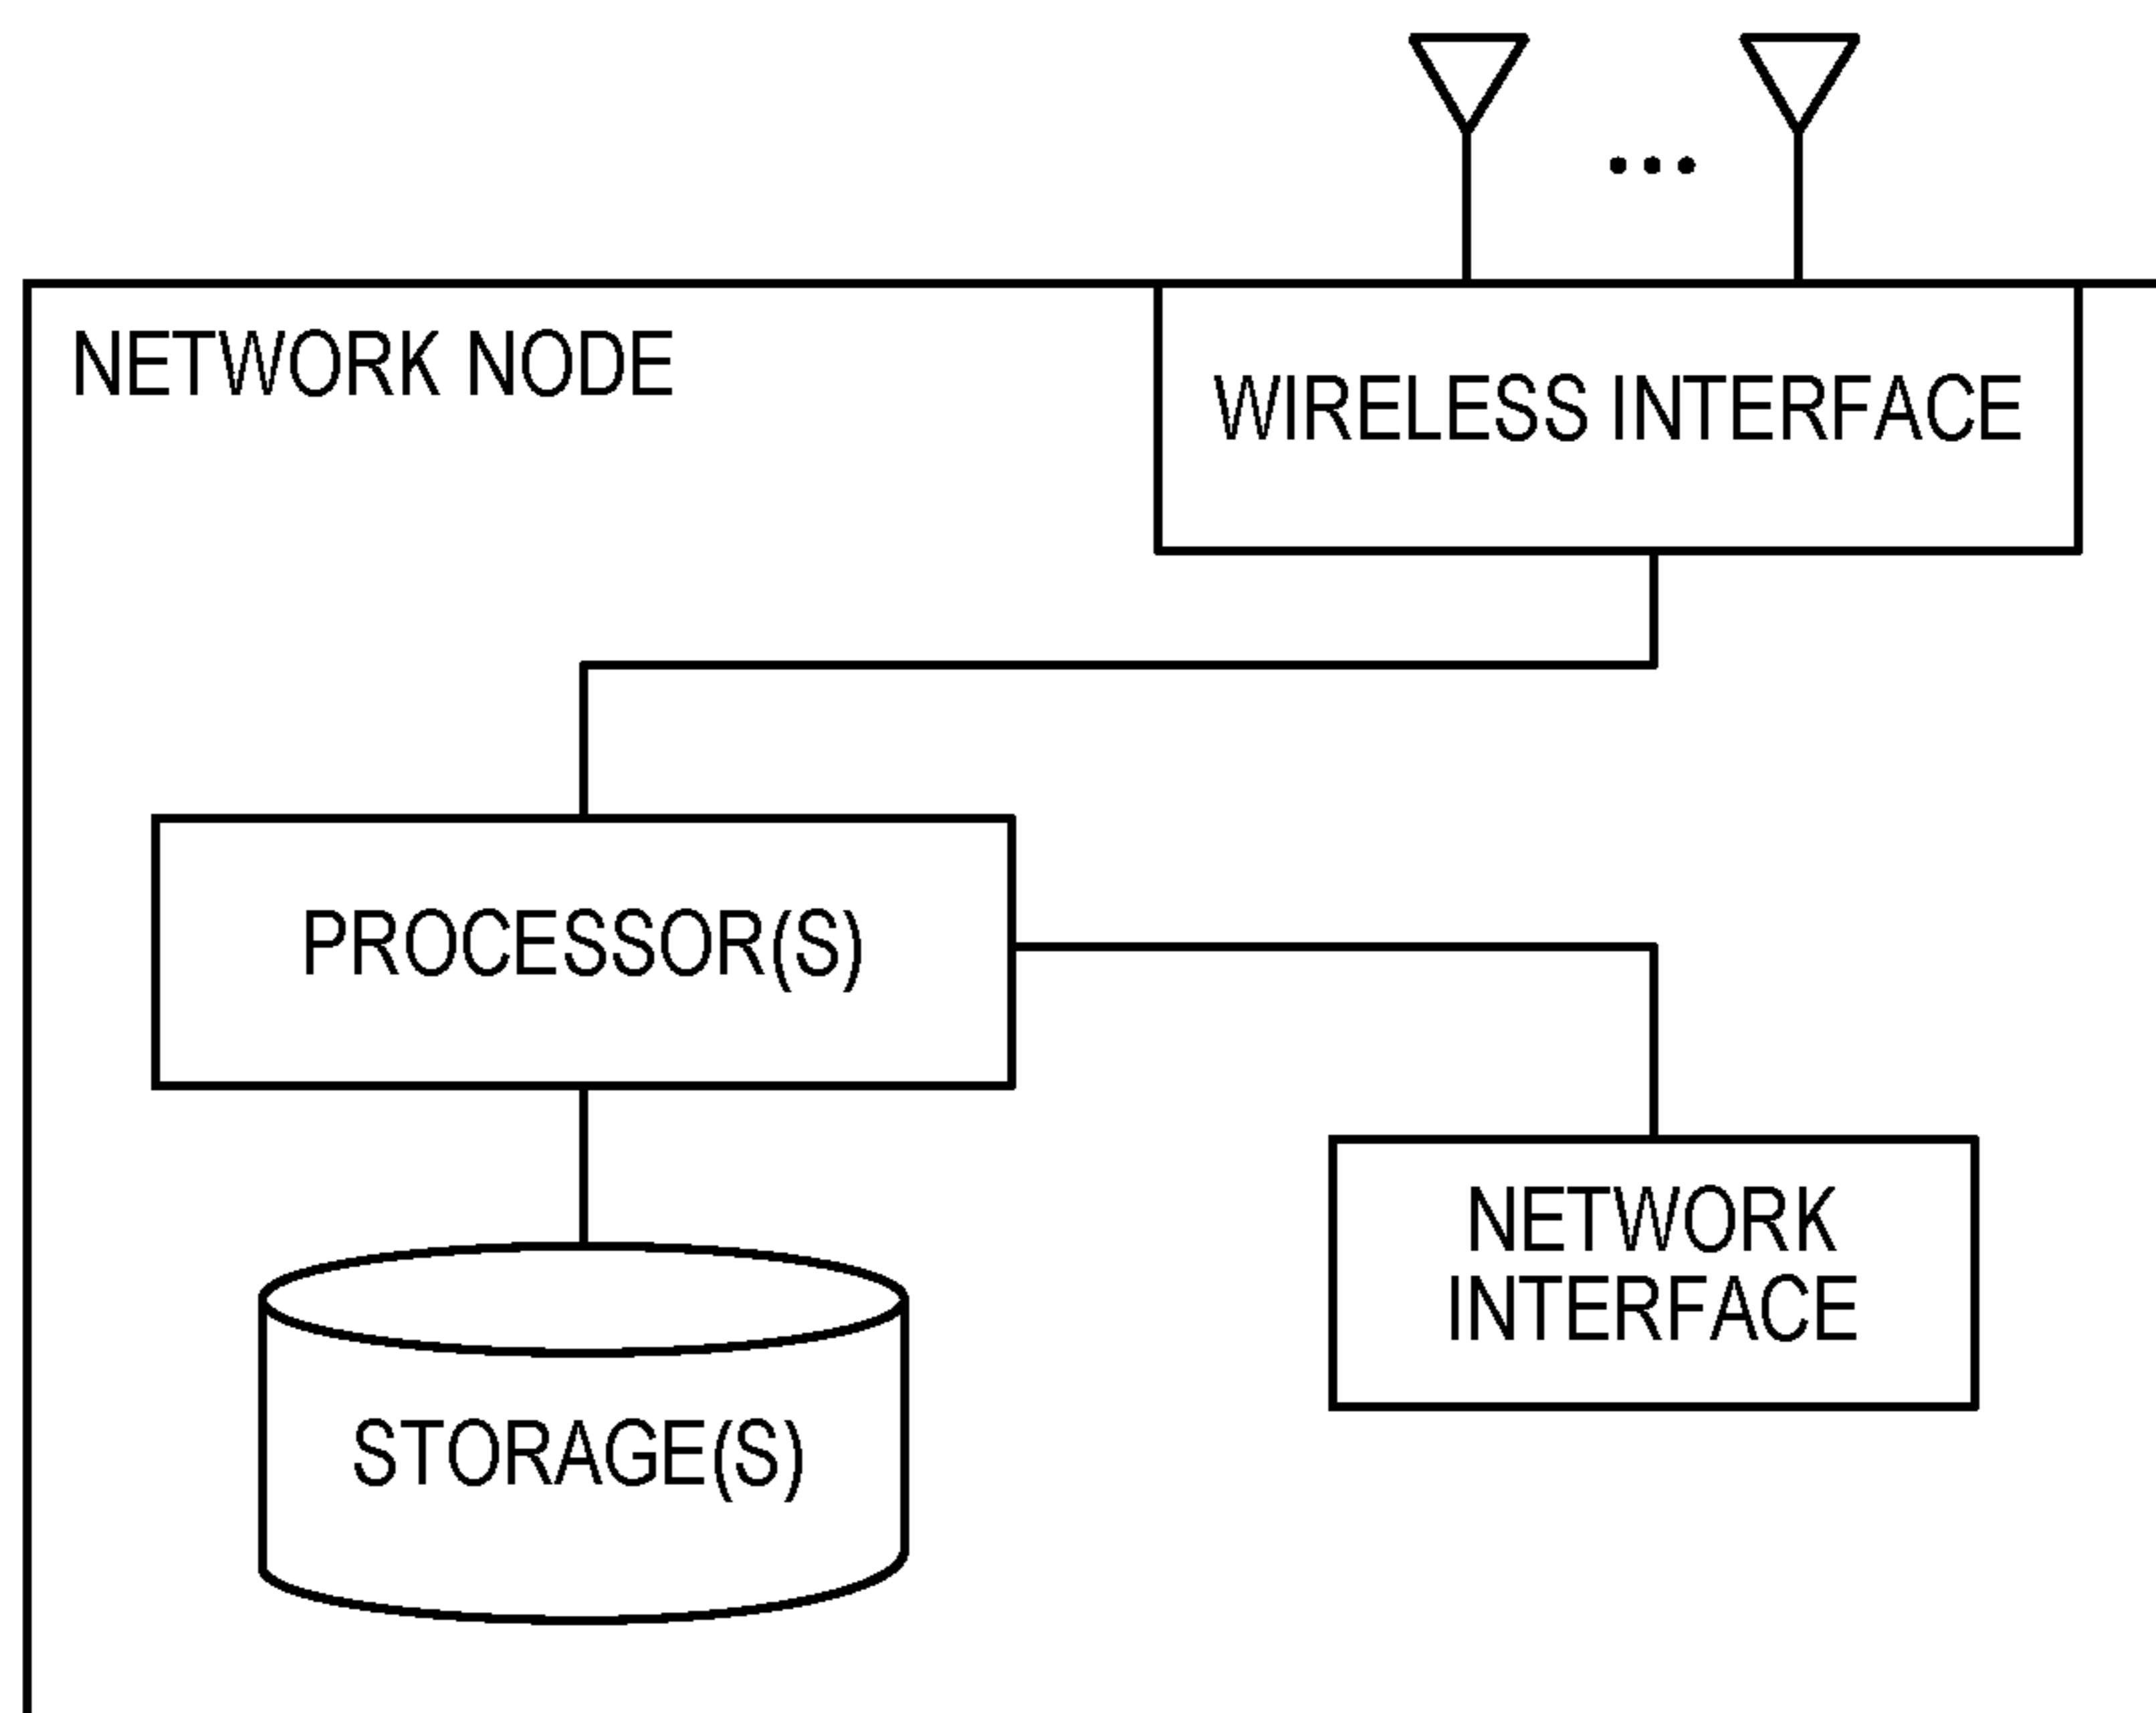 NETWORK NODE
WIRELESS INTERFACE
PROCESSOR(S)
NETWORK
INTERFACE
STORAGE(S)